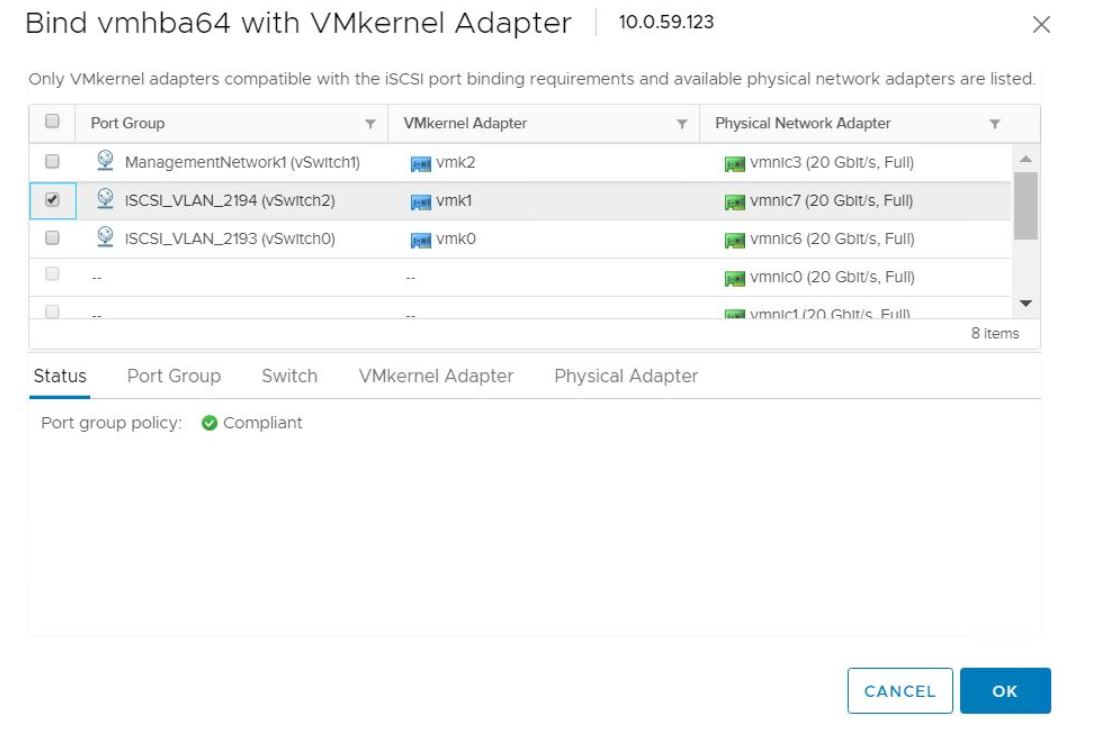 Bind vmhba64 with VMkernel Adapter 10.0.59.123
Only VMkernel adapters compatible with the iSCSI port binding requirements and available physical network adapters are listed.
Port Group VMkernel Adapter Physical Network Adapter
ManagementNetwork1 (vSwitch1) vmk2 vmnic3 (20 Gbit/s, Full)
iSCSI_VLAN_2194 (vSwitch2) vmk1 vmnic7 (20 Gbit/s, Full)
iSCSI_VLAN_2193 (vSwitch0) vmk0 vmnic6 (20 Gbit/s, Full)
-- -- vmnic0 (20 Gbit/s, Full)
-- -- vmnic1 (20 Gbit/s, Full)
8 items
Status Port Group Switch VMkernel Adapter Physical Adapter
Port group policy: Compliant
CANCEL OK